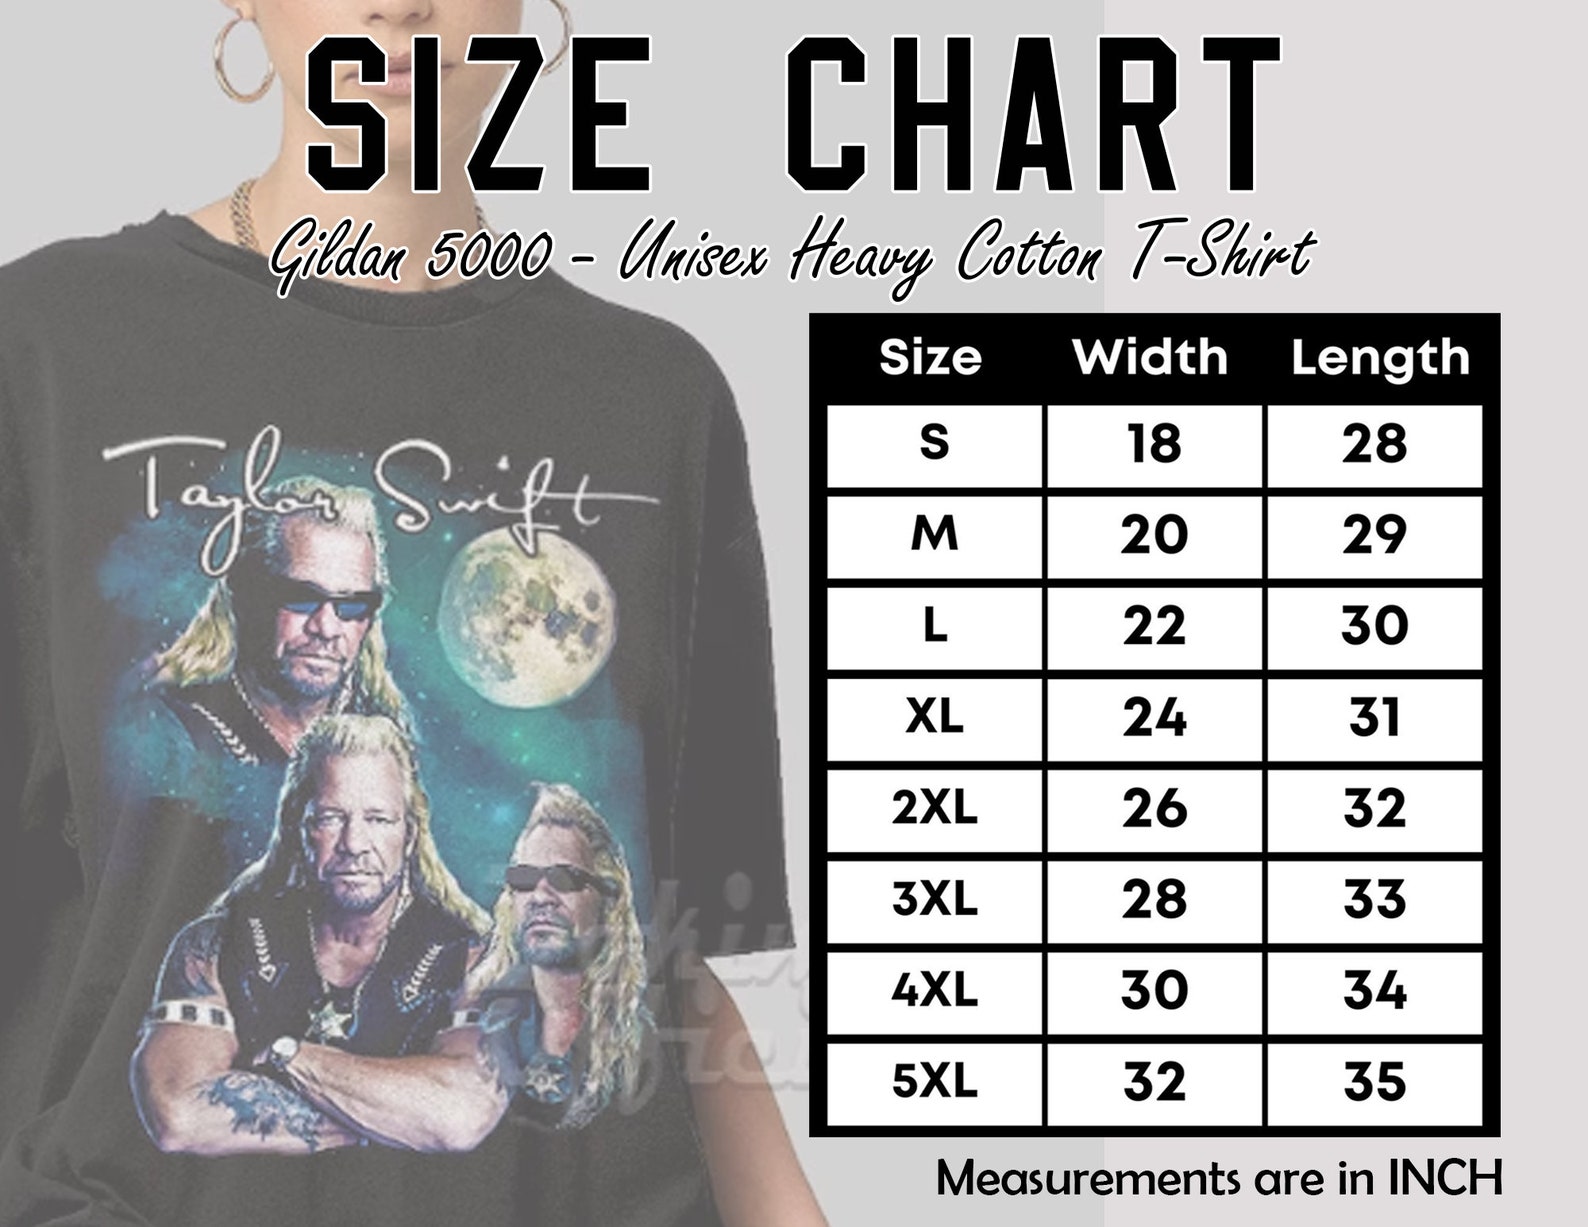 SIZE CHART
Gildan 5000 - Unisex Heavy Cotton T-Shirt
Taylor Swift
Size Width Length
S 18 28
M 20 29
L 22 30
XL 24 31
2XL 26 32
3XL 28 33
4XL 30 34
5XL 32 35
Measurements are in INCH